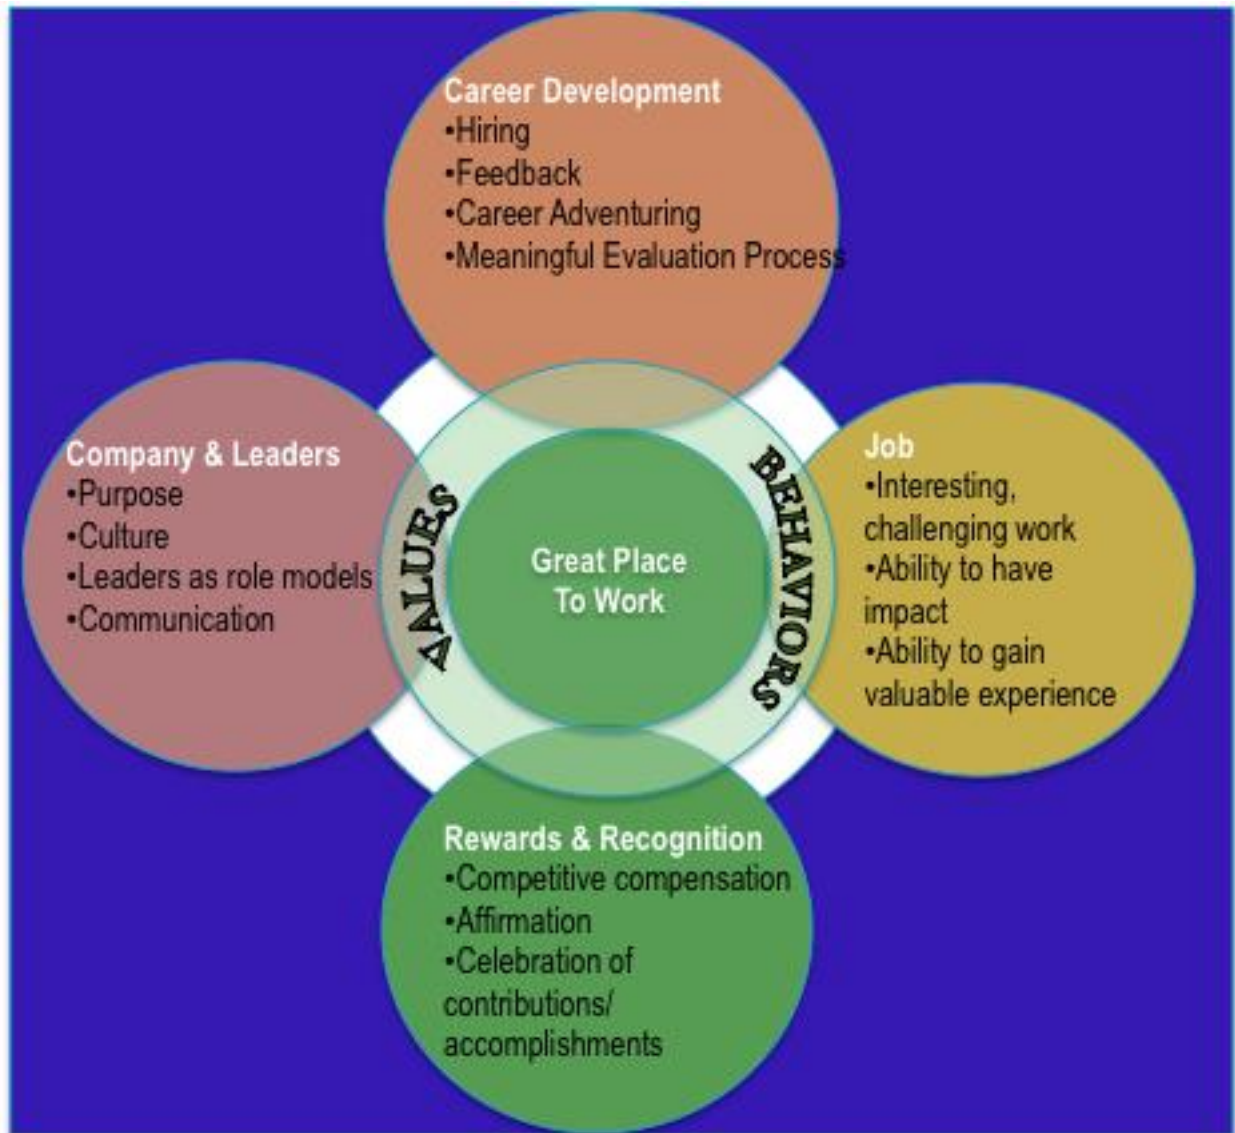 Career Development
•Hiring
•Feedback
•Career Adventuring
•Meaningful Evaluation Process
Company & Leaders
•Purpose
•Culture
•Leaders as role models
•Communication
VALUES
Great Place
To Work
BEHAVIORS
Job
•Interesting,
challenging work
•Ability to have
impact
•Ability to gain
valuable experience
Rewards & Recognition
•Competitive compensation
•Affirmation
•Celebration of
contributions/
accomplishments